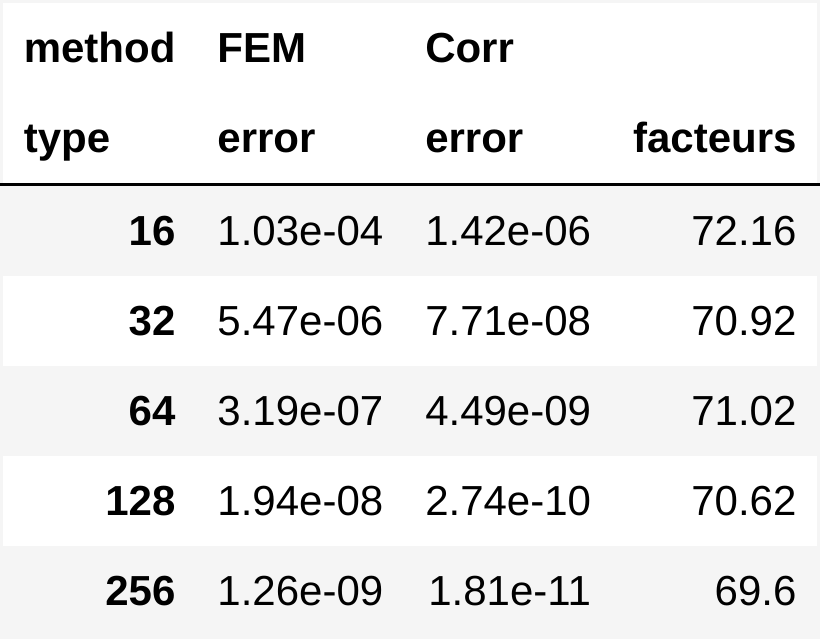 method FEM Corr
type error error facteurs
16 1.03e-04 1.42e-06 72.16
32 5.47e-06 7.71e-08 70.92
64 3.19e-07 4.49e-09 71.02
128 1.94e-08 2.74e-10 70.62
256 1.26e-09 1.81e-11 69.6